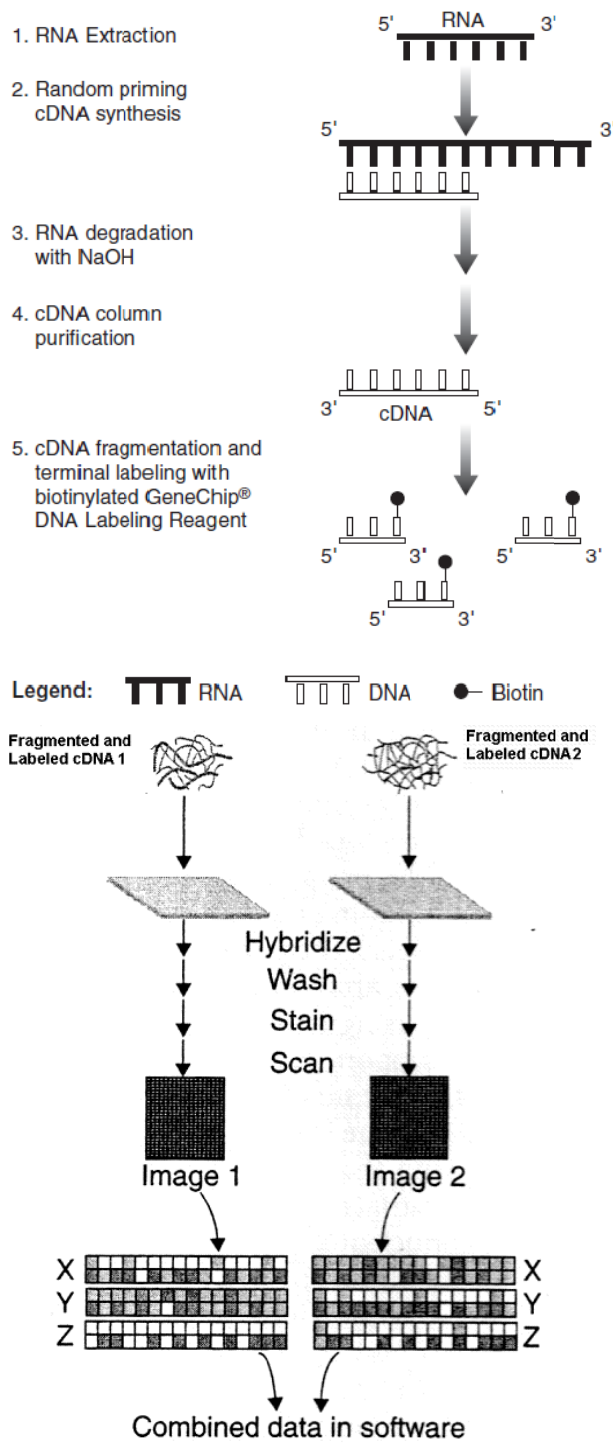 1. RNA Extraction
5' RNA 3'
2. Random priming
cDNA synthesis
5' 3'
3. RNA degradation
with NaOH
4. cDNA column
purification
3' cDNA 5'
5. cDNA fragmentation and
terminal labeling with
biotinylated GeneChip®
DNA Labeling Reagent
5' 3' 5' 3'
5' 3'
Legend: RNA DNA Biotin
Fragmented and
Labeled cDNA 1
Fragmented and
Labeled cDNA 2
Hybridize
Wash
Stain
Scan
Image 1 Image 2
X X
Y Y
Z Z
Combined data in software